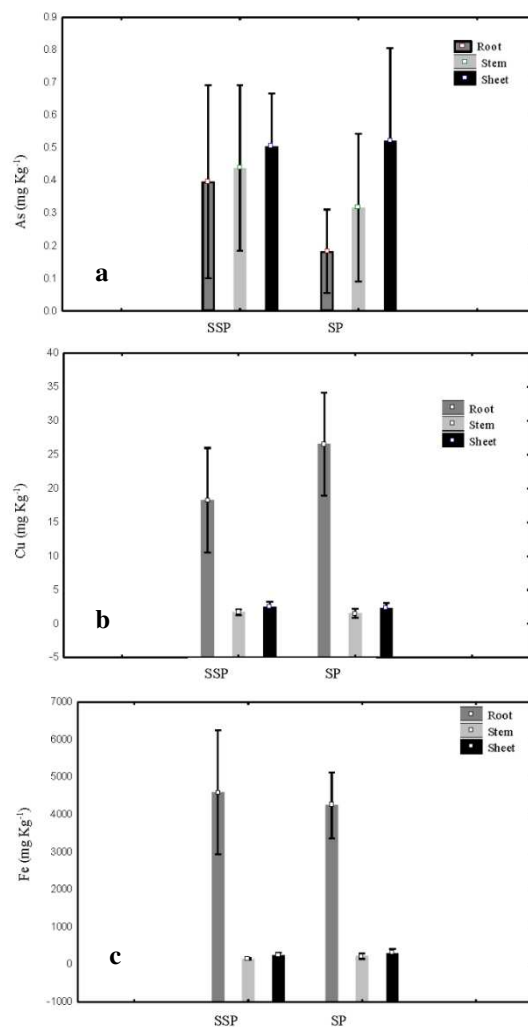 0.9
0.8
0.7
0.6
0.5
0.4
0.3
0.2
0.1
0.0
As (mg Kg⁻¹)
Root
Stem
Sheet
a
SSP SP
40
35
30
25
20
15
10
5
0
-5
Cu (mg Kg⁻¹)
Root
Stem
Sheet
b
SSP SP
7000
6000
5000
4000
3000
2000
1000
0
-1000
Fe (mg Kg⁻¹)
Root
Stem
Sheet
c
SSP SP